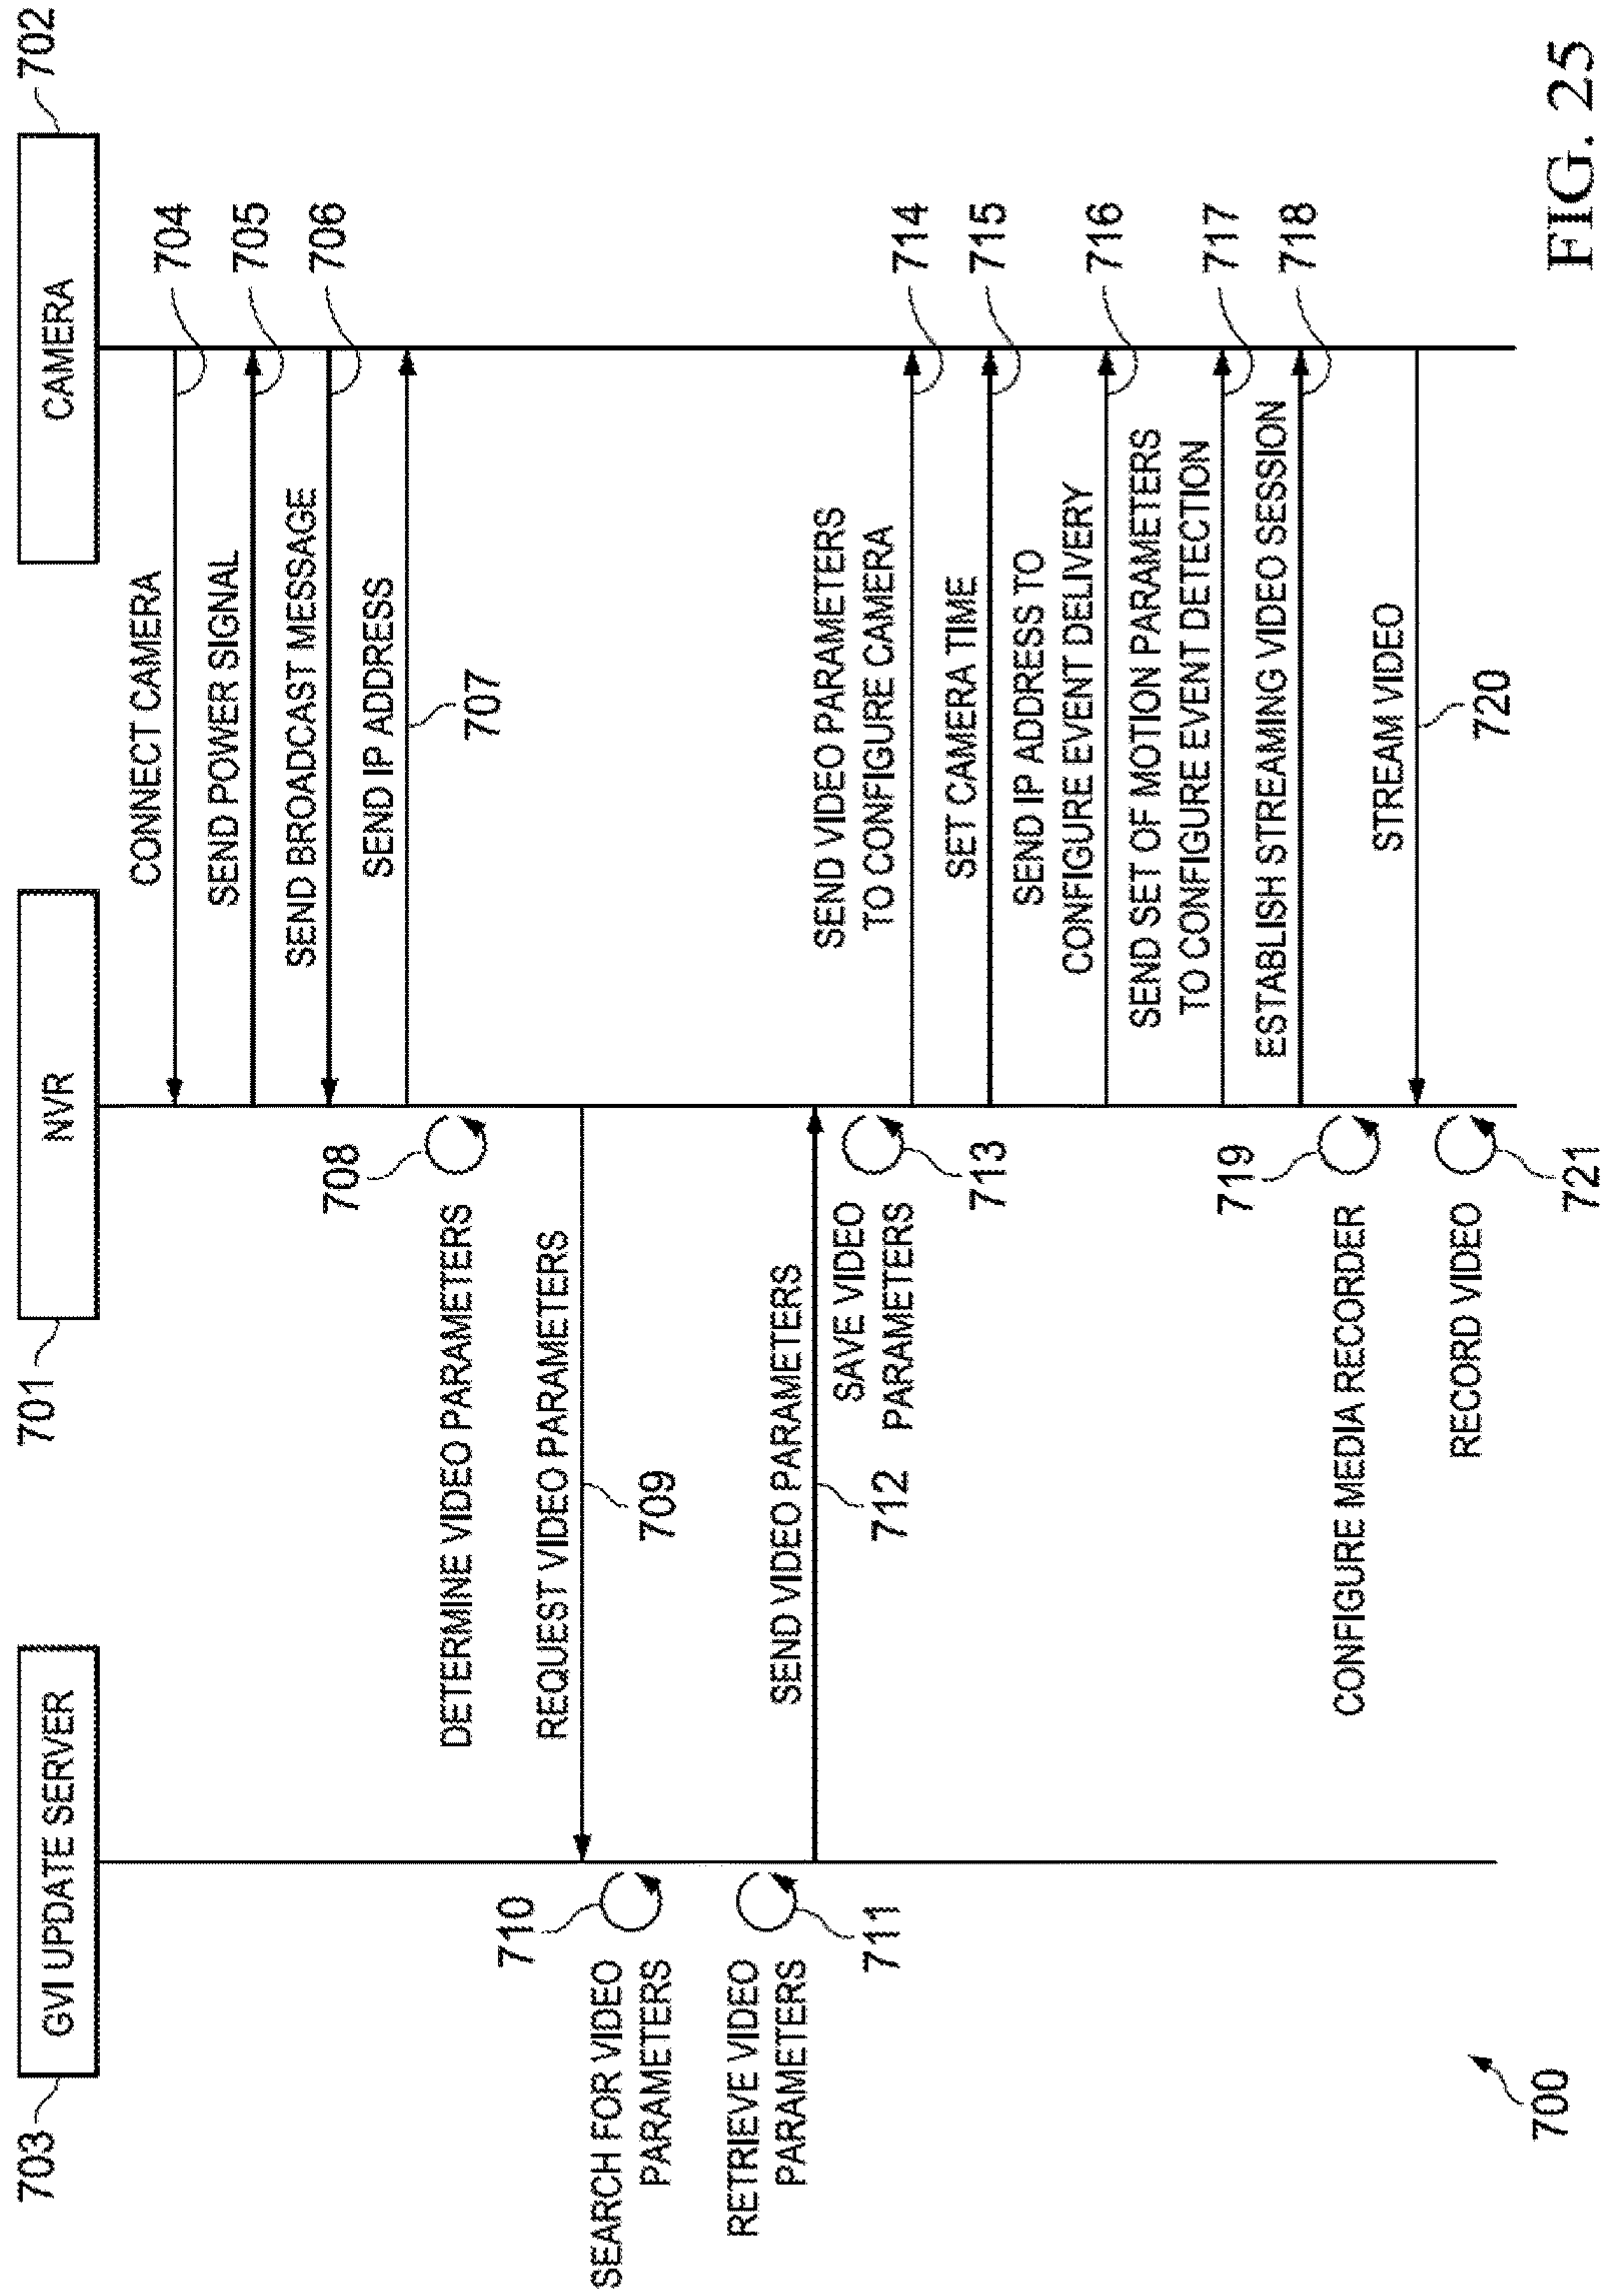 703
GVI UPDATE SERVER
701
NVR
702
CAMERA
CONNECT CAMERA
704
SEND POWER SIGNAL
705
SEND BROADCAST MESSAGE
706
SEND IP ADDRESS
707
708
DETERMINE VIDEO PARAMETERS
REQUEST VIDEO PARAMETERS
709
710
SEARCH FOR VIDEO
PARAMETERS
711
RETRIEVE VIDEO
PARAMETERS
SEND VIDEO PARAMETERS
712
SAVE VIDEO
PARAMETERS
713
SEND VIDEO PARAMETERS
TO CONFIGURE CAMERA
714
SET CAMERA TIME
715
SEND IP ADDRESS TO
CONFIGURE EVENT DELIVERY
716
SEND SET OF MOTION PARAMETERS
TO CONFIGURE EVENT DETECTION
717
ESTABLISH STREAMING VIDEO SESSION
718
719
CONFIGURE MEDIA RECORDER
STREAM VIDEO
720
RECORD VIDEO
721
700
FIG. 25